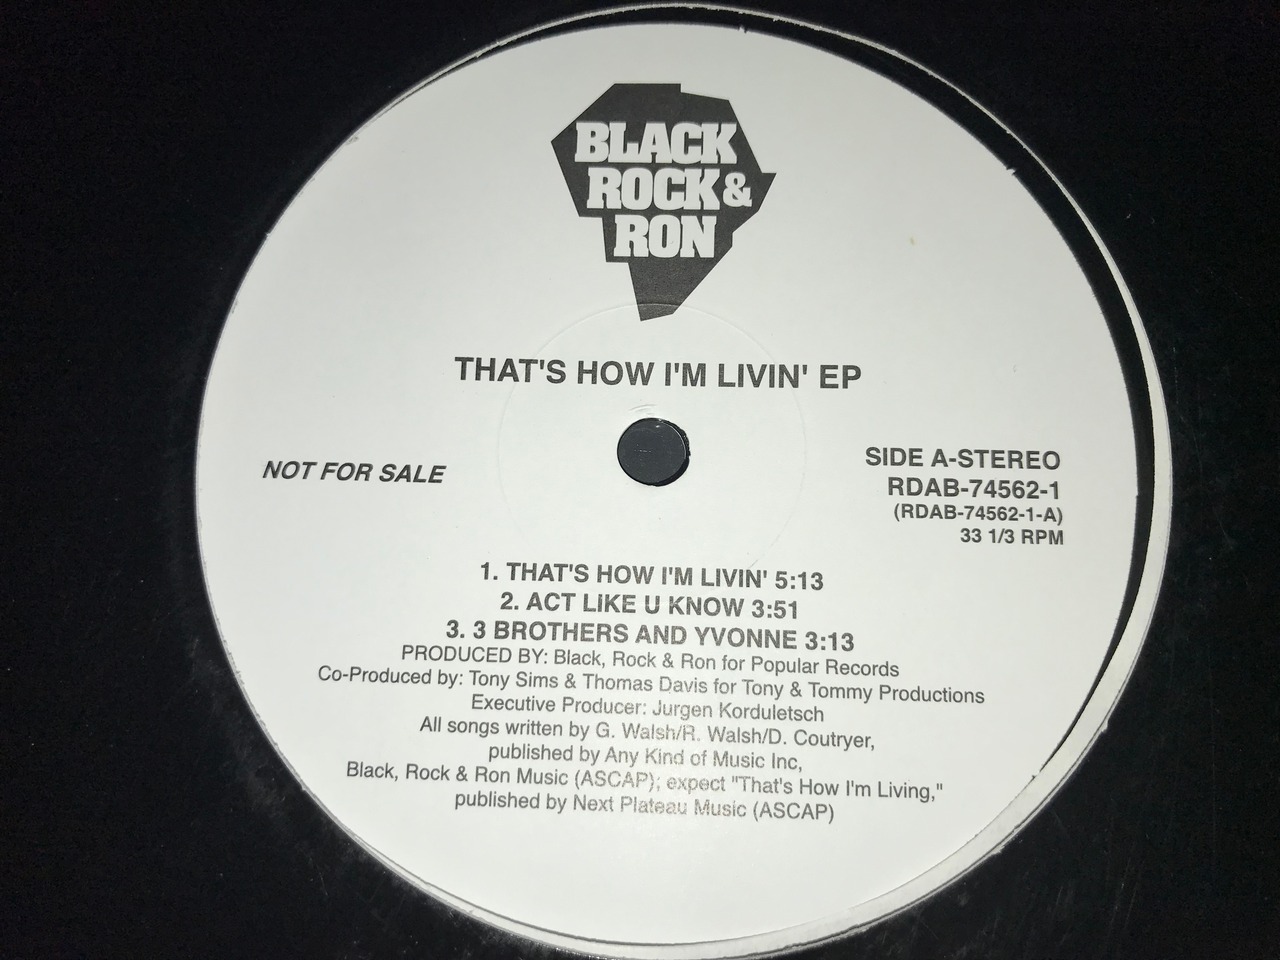 BLACK
ROCK &
RON
THAT'S HOW I'M LIVIN' EP
NOT FOR SALE
SIDE A-STEREO
RDAB-74562-1
(RDAB-74562-1-A)
33 1/3 RPM
1. THAT'S HOW I'M LIVIN' 5:13
2. ACT LIKE U KNOW 3:51
3. 3 BROTHERS AND YVONNE 3:13
PRODUCED BY: Black, Rock & Ron for Popular Records
Co-Produced by: Tony Sims & Thomas Davis for Tony & Tommy Productions
Executive Producer: Jurgen Korduletsch
All songs written by G. Walsh/R. Walsh/D. Coutryer,
published by Any Kind of Music Inc,
Black, Rock & Ron Music (ASCAP); expect "That's How I'm Living,"
published by Next Plateau Music (ASCAP)